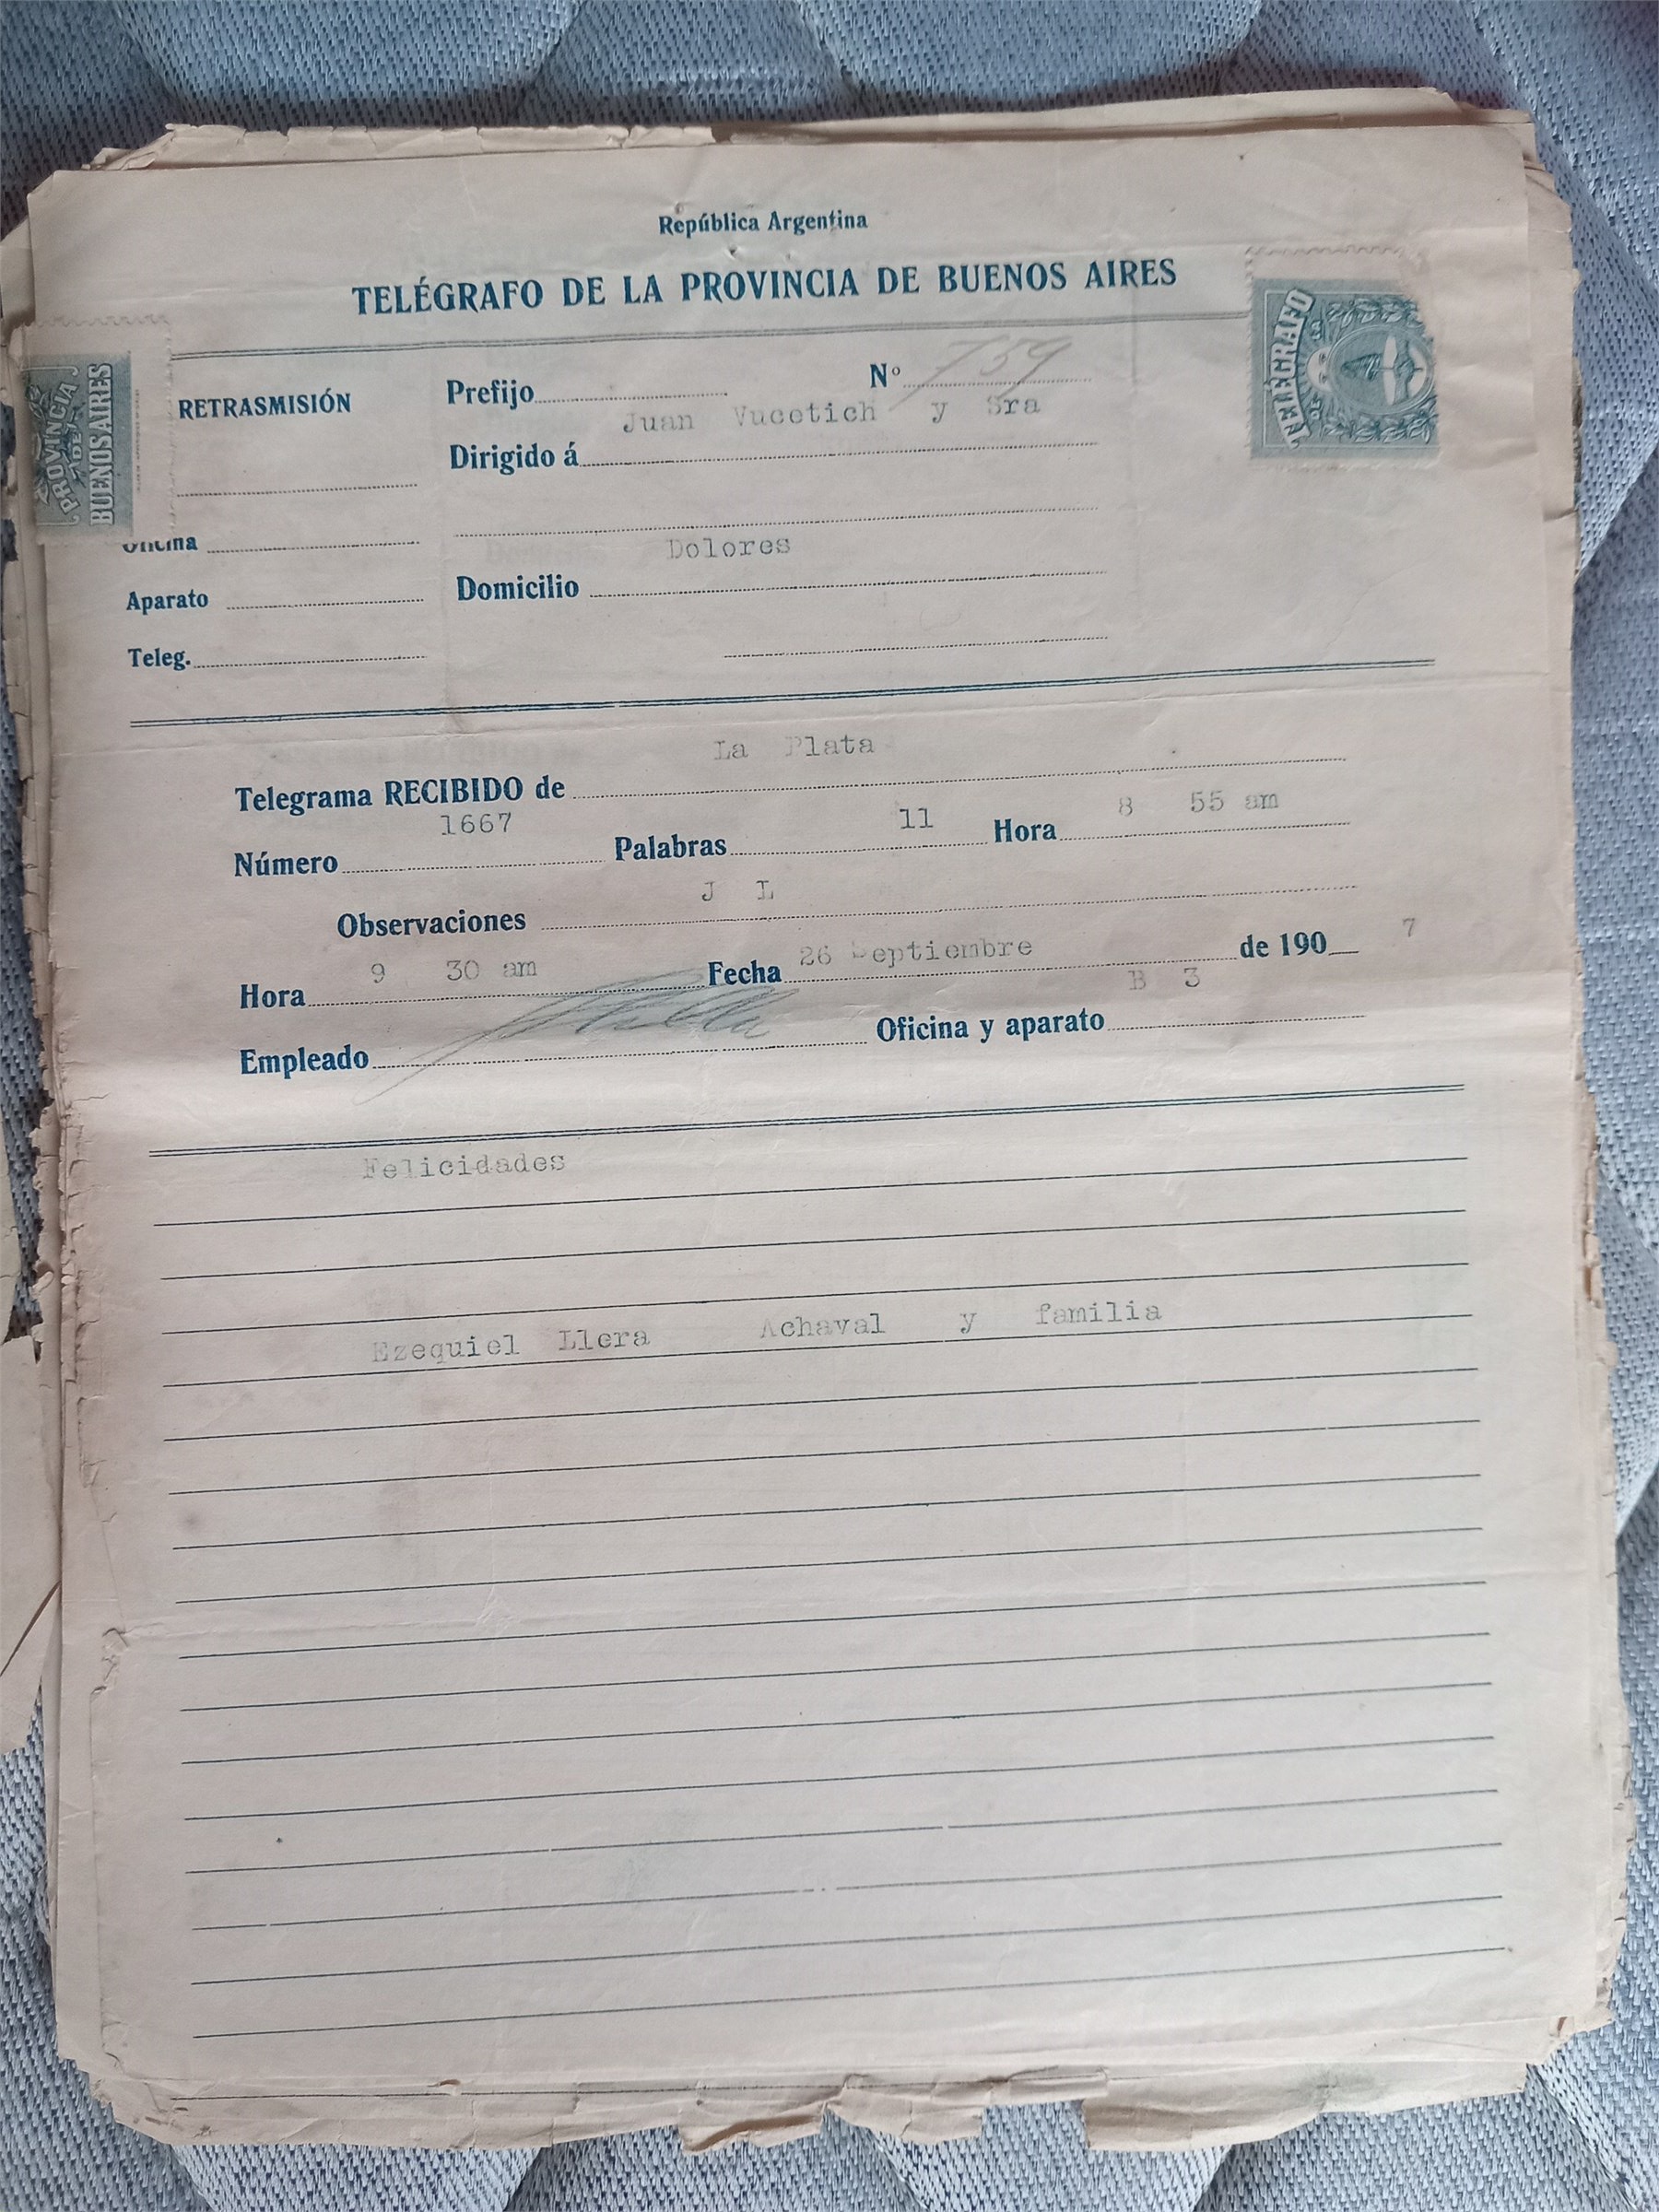 República Argentina
TELÉGRAFO DE LA PROVINCIA DE BUENOS AIRES
TELÉGRAFO
DE LA
PROVINCIA
DE
BUENOS AIRES
RETRASMISIÓN
Prefijo
Nº 759
Juan Vucetich y Sra
Dirigido á
Oficina
Dolores
Aparato
Domicilio
Teleg.
La Plata
Telegrama RECIBIDO de
1667 11 8 55 am
Número Palabras Hora
J L
Observaciones
9 30 am 26 Septiembre de 190 7
Hora Fecha
B 3
Empleado Oficina y aparato
Felicidades
Ezequiel Llera Achaval y familia